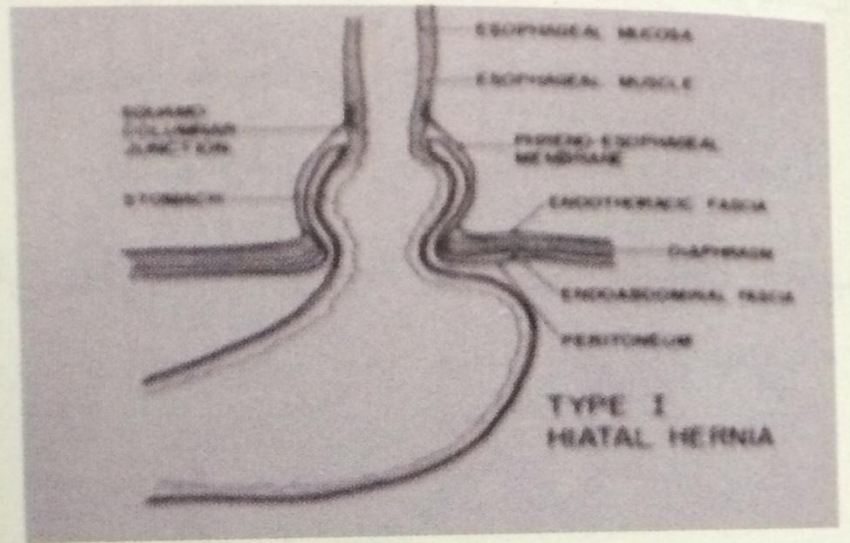 ESOPHAGEAL MUCOSA
ESOPHAGEAL MUSCLE
SQUAMO
COLUMNAR
JUNCTION
PHRENO-ESOPHAGEAL
MEMBRANE
STOMACH
ENDOTHORACIC FASCIA
DIAPHRAGM
ENDOABDOMINAL FASCIA
PERITONEUM
TYPE I
HIATAL HERNIA